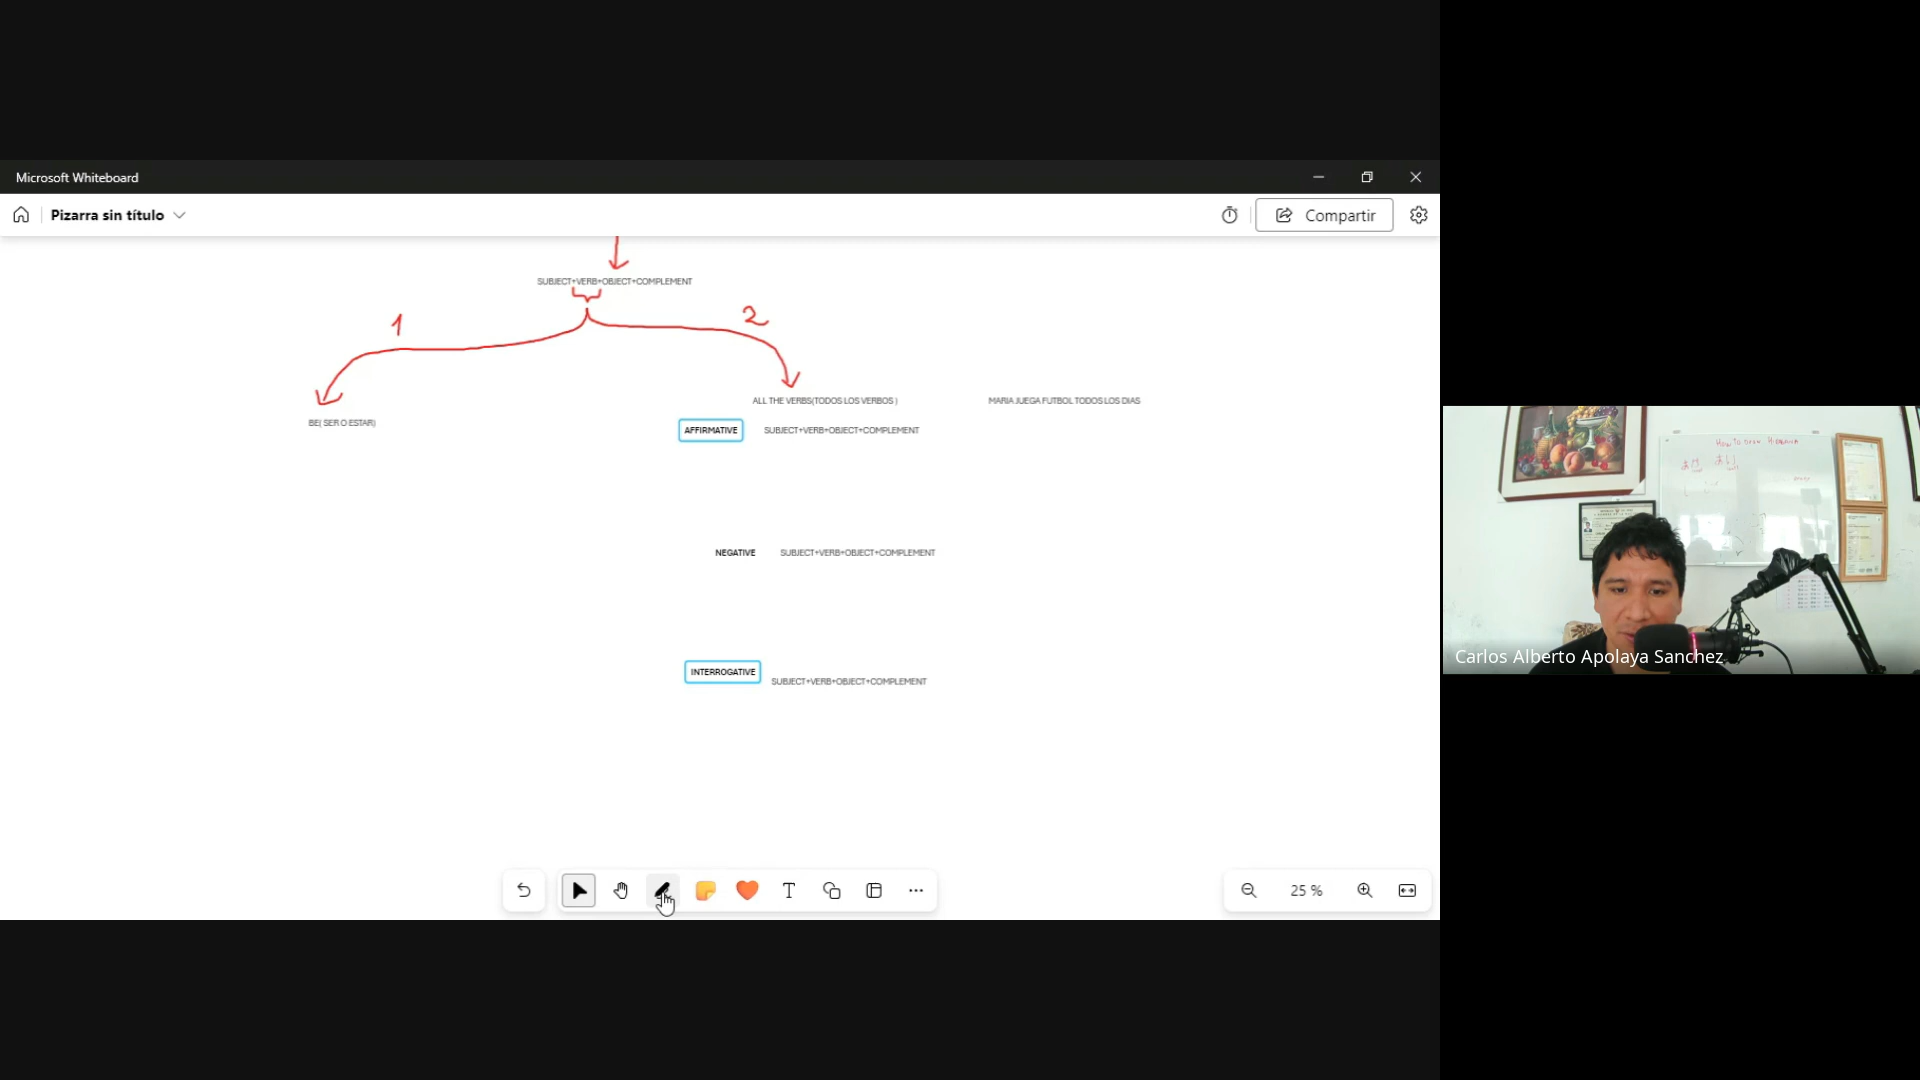 Microsoft Whiteboard
Pizarra sin título
Compartir
SUBJECT+VERB+OBJECT+COMPLEMENT
1
2
ALL THE VERBS(TODOS LOS VERBOS )
MARIA JUEGA FUTBOL TODOS LOS DIAS
BE( SER O ESTAR)
AFFIRMATIVE
SUBJECT+VERB+OBJECT+COMPLEMENT
NEGATIVE
SUBJECT+VERB+OBJECT+COMPLEMENT
INTERROGATIVE
SUBJECT+VERB+OBJECT+COMPLEMENT
25 %
HOW TO
Carlos Alberto Apolaya Sanchez